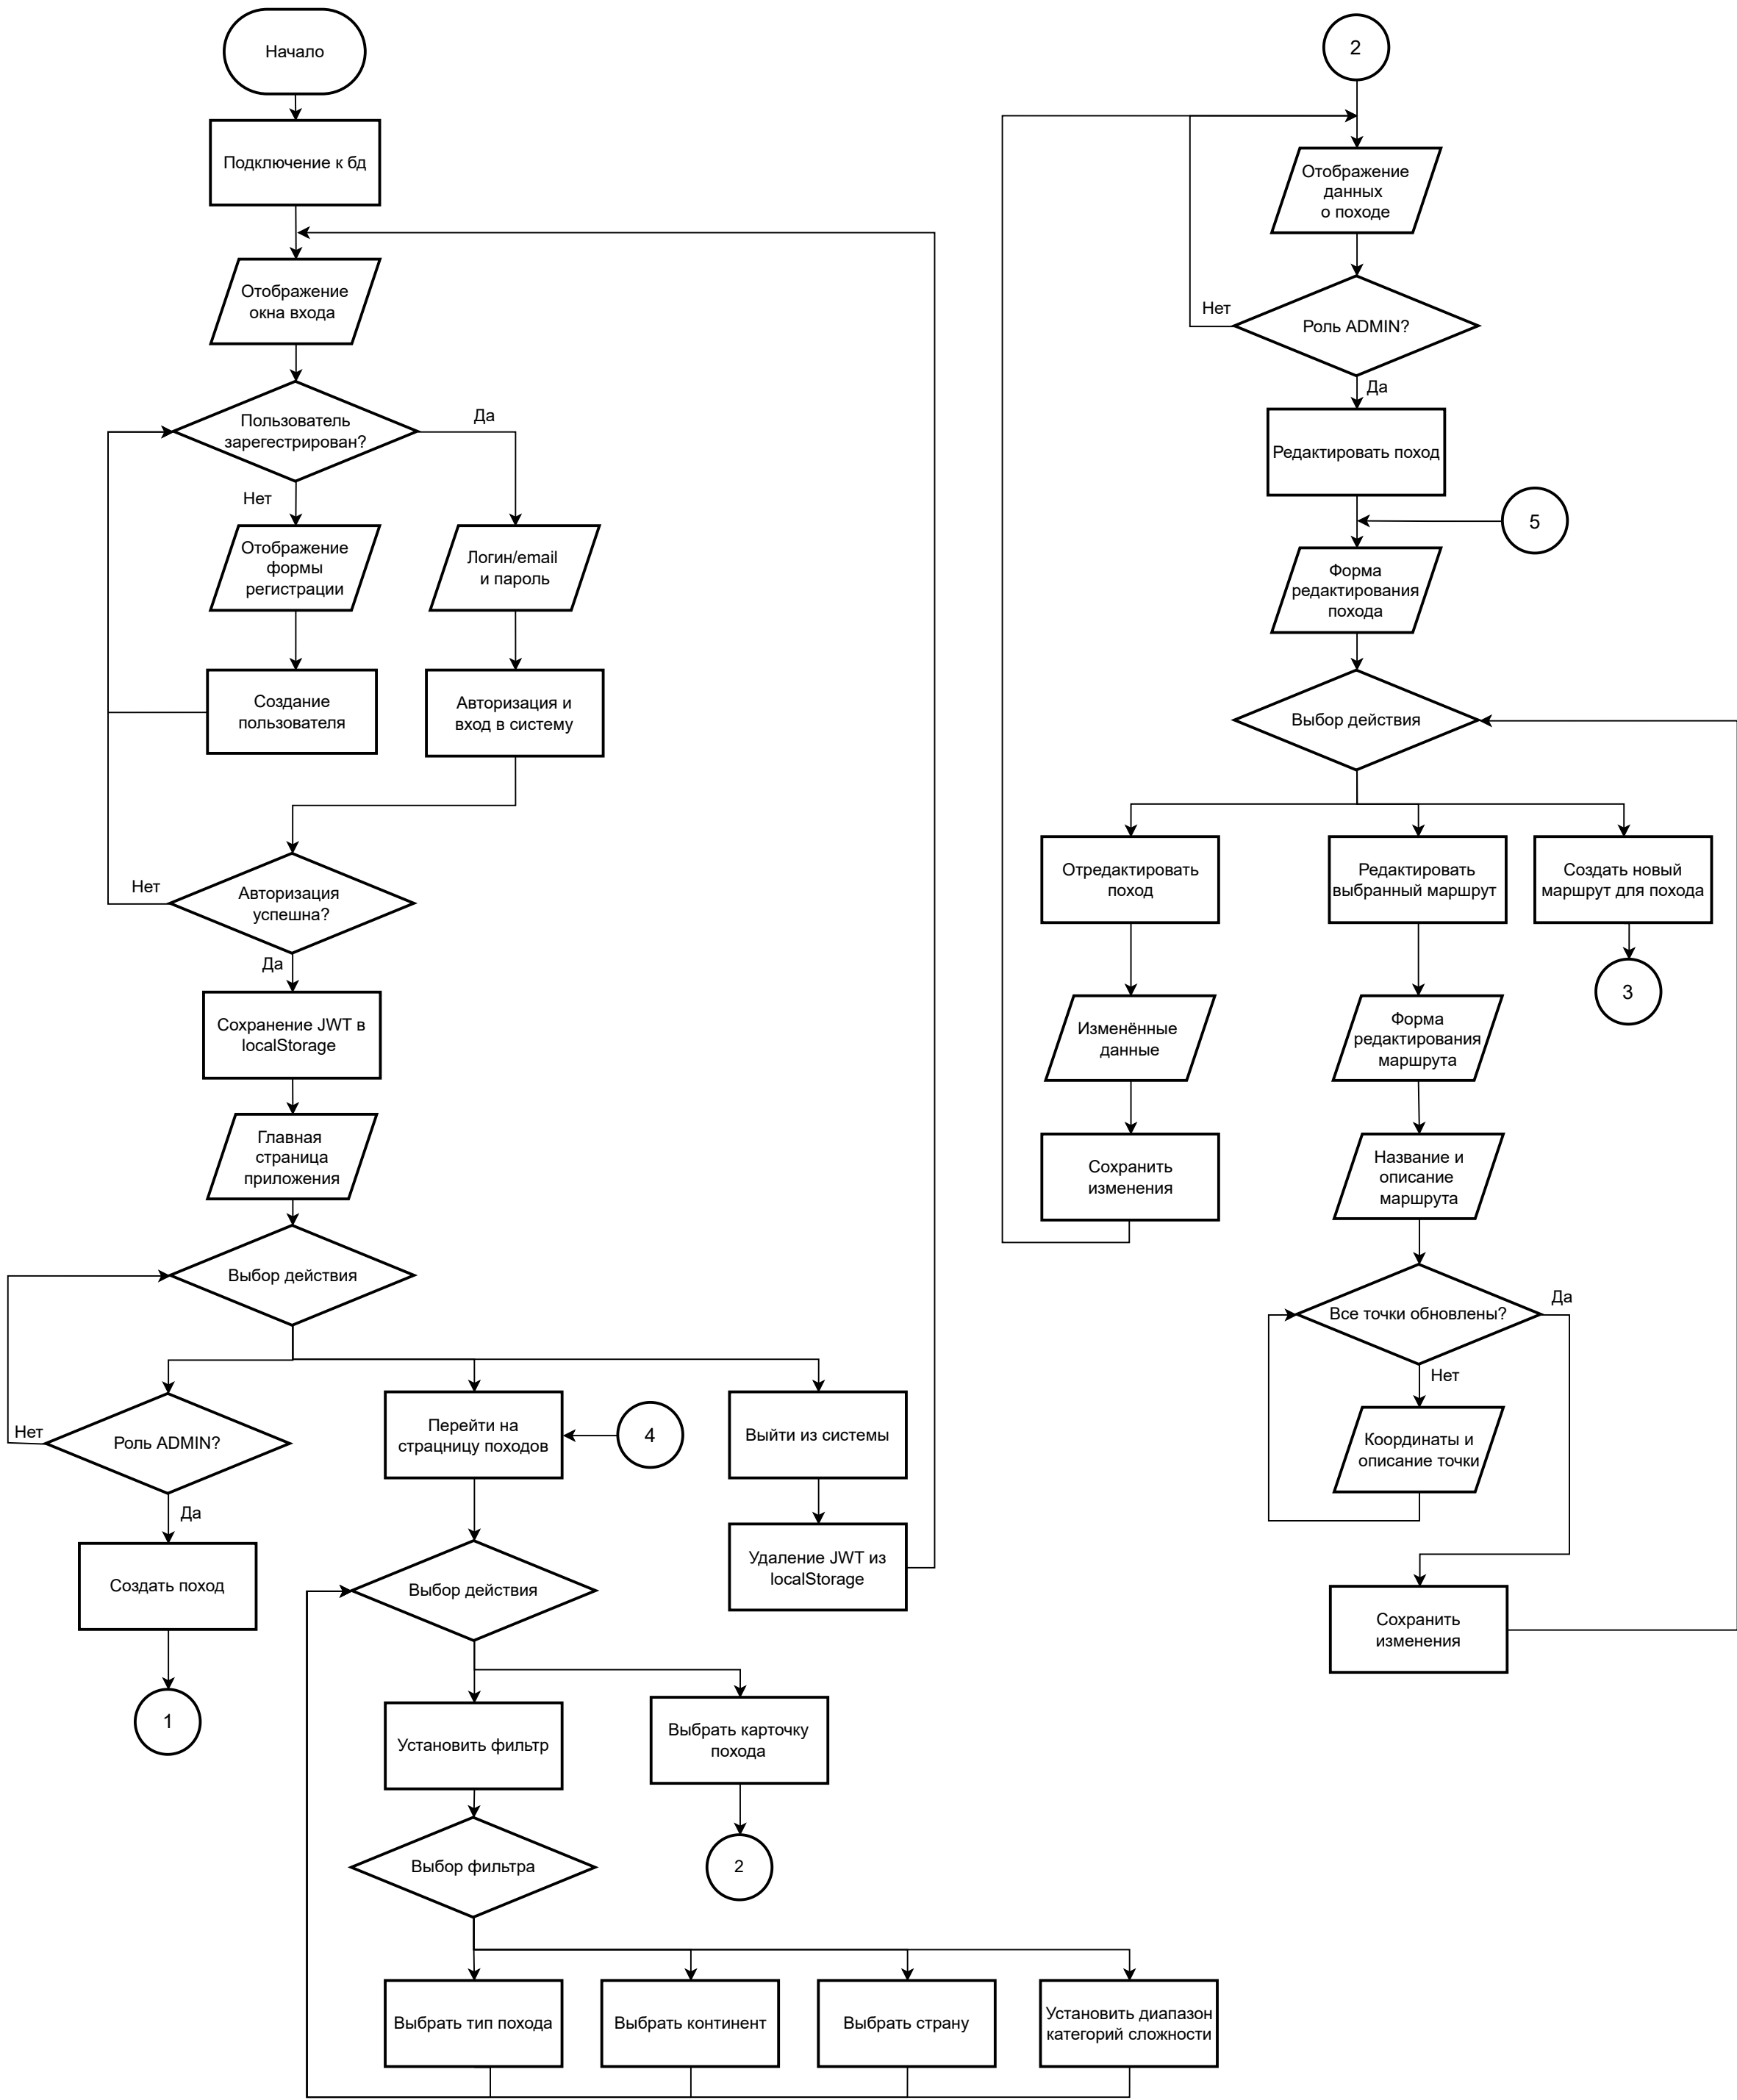 Начало
Подключение к бд
Отображение
окна входа
Пользователь
зарегестрирован?
Да
Нет
Отображение
формы
регистрации
Логин/email
и пароль
Создание
пользователя
Авторизация и
вход в систему
Нет
Авторизация
успешна?
Да
Сохранение JWT в
localStorage
Главная
страница
приложения
Выбор действия
Нет
Роль ADMIN?
Да
Создать поход
1
Перейти на
страцницу походов
4
Выйти из системы
Удаление JWT из
localStorage
Выбор действия
Установить фильтр
Выбрать карточку
похода
2
Выбор фильтра
Выбрать тип похода
Выбрать континент
Выбрать страну
Установить диапазон
категорий сложности
2
Отображение
данных
о походе
Нет
Роль ADMIN?
Да
Редактировать поход
5
Форма
редактирования
похода
Выбор действия
Отредактировать
поход
Редактировать
выбранный маршрут
Создать новый
маршрут для похода
3
Изменённые
данные
Форма
редактирования
маршрута
Сохранить
изменения
Название и
описание
маршрута
Все точки обновлены?
Да
Нет
Координаты и
описание точки
Сохранить
изменения